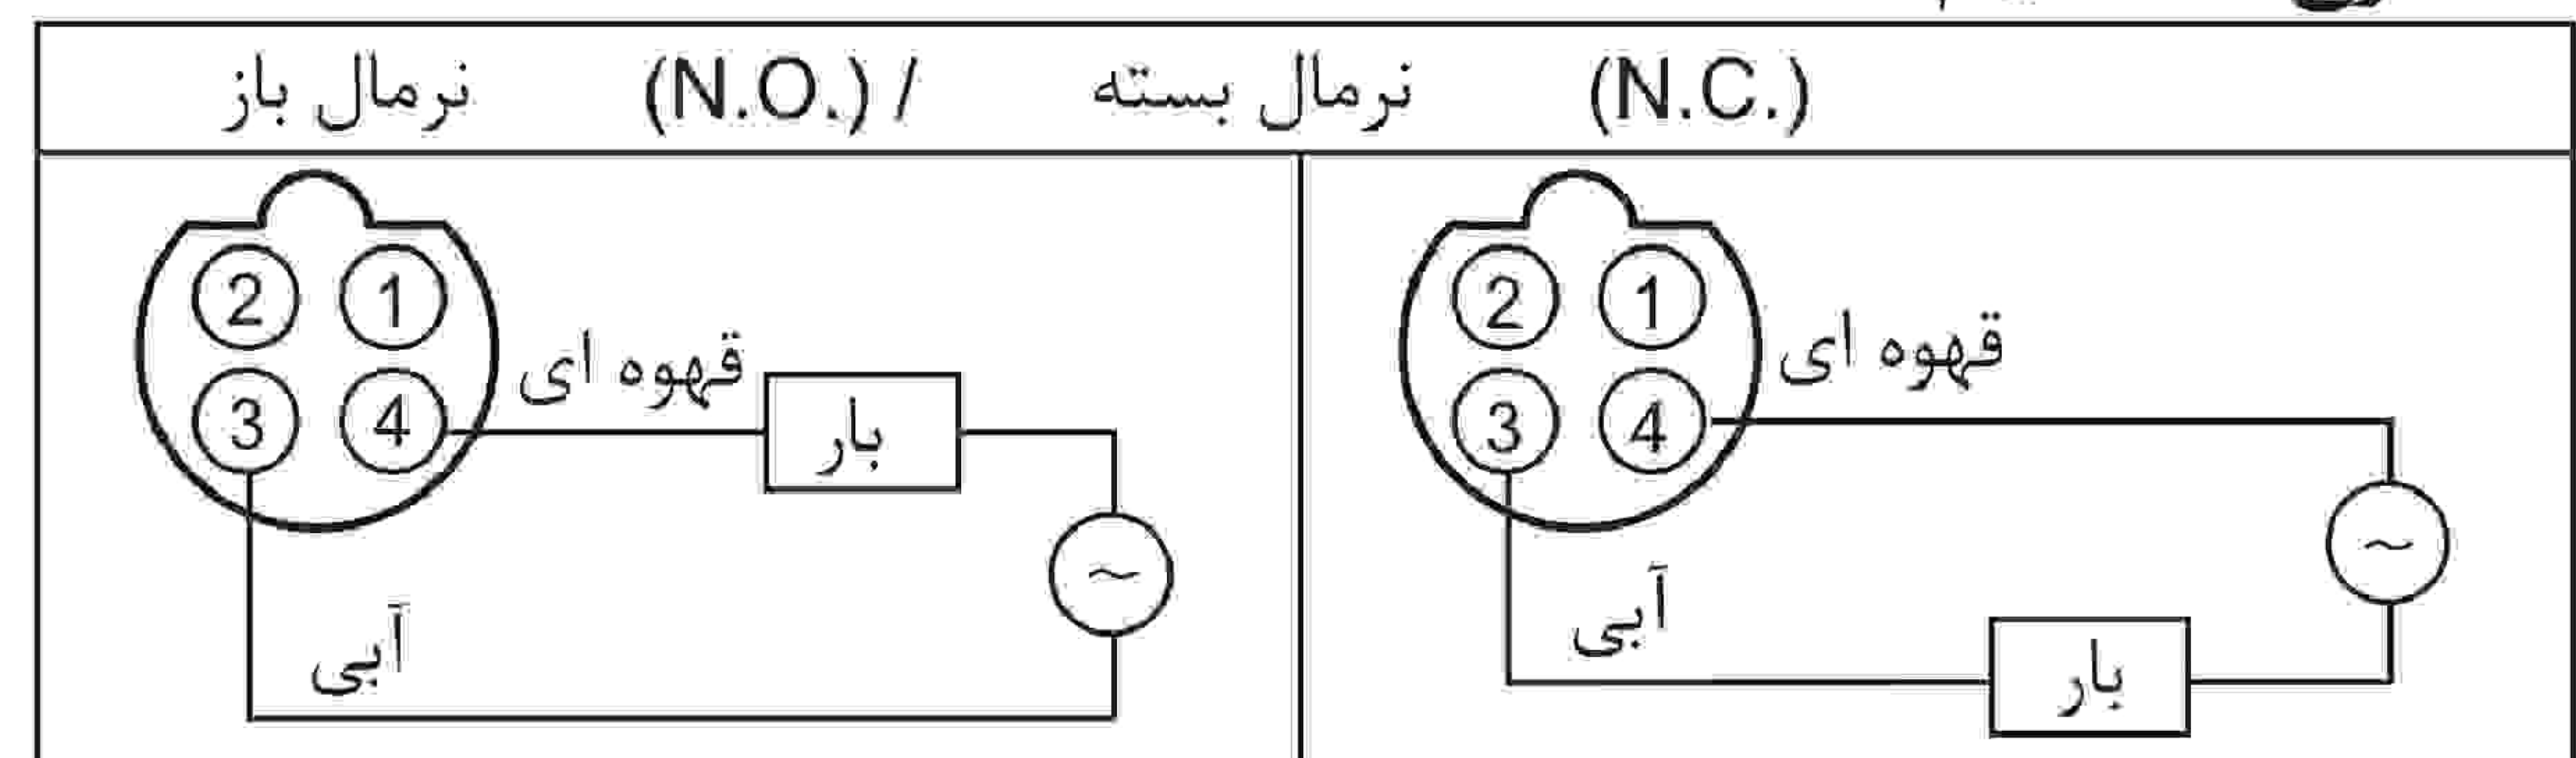 نرمال باز (N.O.) / نرمال بسته (N.C.)
2 1
قهوه ای
3 4
بار
~
آبی
2 1
قهوه ای
3 4
~
آبی
بار